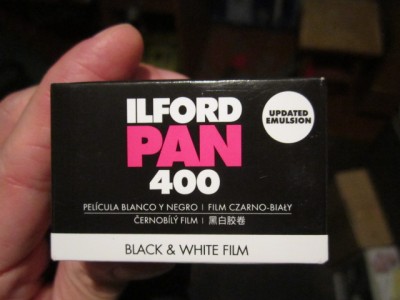 ILFORD
PAN
400
UPDATED
EMULSION
PELÍCULA BLANCO Y NEGRO | FILM CZARNO-BIAŁY
ČERNOBÍLÝ FILM | 黑白胶卷
BLACK & WHITE FILM